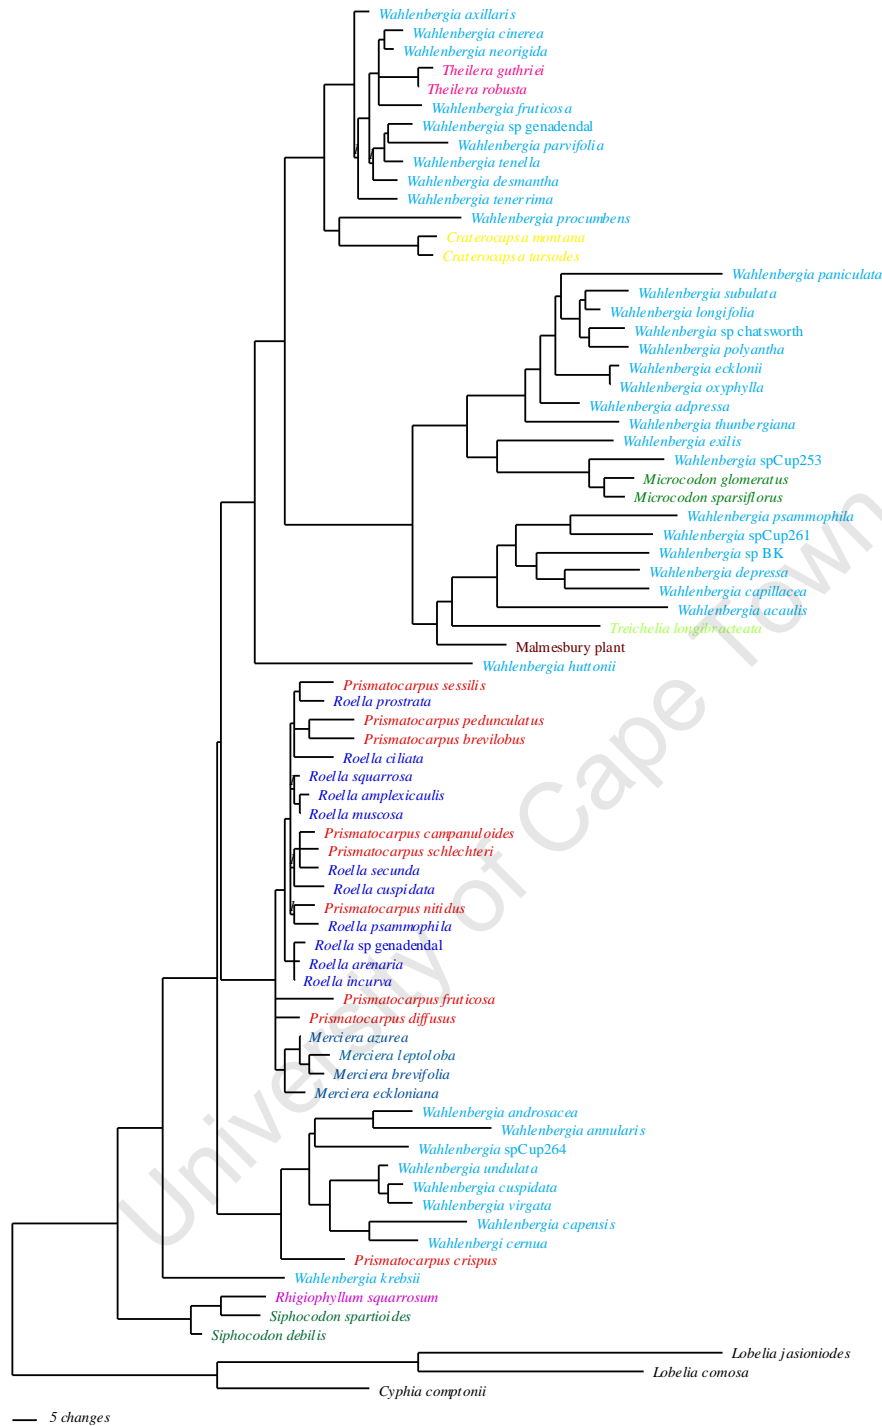 Wahlenbergia axillaris
Wahlenbergia cinerea
Wahlenbergia neorigida
Theilera guthriei
Theilera robusta
Wahlenbergia fruticosa
Wahlenbergia sp genadendal
Wahlenbergia parvifolia
Wahlenbergia tenella
Wahlenbergia desmantha
Wahlenbergia tenerrima
Wahlenbergia procumbens
Craterocapsa montana
Craterocapsa tarsodes
Wahlenbergia paniculata
Wahlenbergia subulata
Wahlenbergia longifolia
Wahlenbergia sp chatsworth
Wahlenbergia polyantha
Wahlenbergia ecklonii
Wahlenbergia oxyphylla
Wahlenbergia adpressa
Wahlenbergia thunbergiana
Wahlenbergia exilis
Wahlenbergia spCup253
Microcodon glomeratus
Microcodon sparsiflorus
Wahlenbergia psammophila
Wahlenbergia spCup261
Wahlenbergia sp BK
Wahlenbergia depressa
Wahlenbergia capillacea
Wahlenbergia acaulis
Treichelia longibracteata
Malmesbury plant
Wahlenbergia huttonii
Prismatocarpus sessilis
Roella prostrata
Prismatocarpus pedunculatus
Prismatocarpus brevilobus
Roella ciliata
Roella squarrosa
Roella amplexicaulis
Roella muscosa
Prismatocarpus campanuloides
Prismatocarpus schlechteri
Roella secunda
Roella cuspidata
Prismatocarpus nitidus
Roella psammophila
Roella sp genadendal
Roella arenaria
Roella incurva
Prismatocarpus fruticosa
Prismatocarpus diffusus
Merciera azurea
Merciera leptoloba
Merciera brevifolia
Merciera eckloniana
Wahlenbergia androsacea
Wahlenbergia annularis
Wahlenbergia spCup264
Wahlenbergia undulata
Wahlenbergia cuspidata
Wahlenbergia virgata
Wahlenbergia capensis
Wahlenbergi cernua
Prismatocarpus crispus
Wahlenbergia krebsii
Rhigiophyllum squarrosum
Siphocodon spartioides
Siphocodon debilis
Lobelia jasioniodes
Lobelia comosa
Cyphia comptonii
5 changes
University of Cape Town